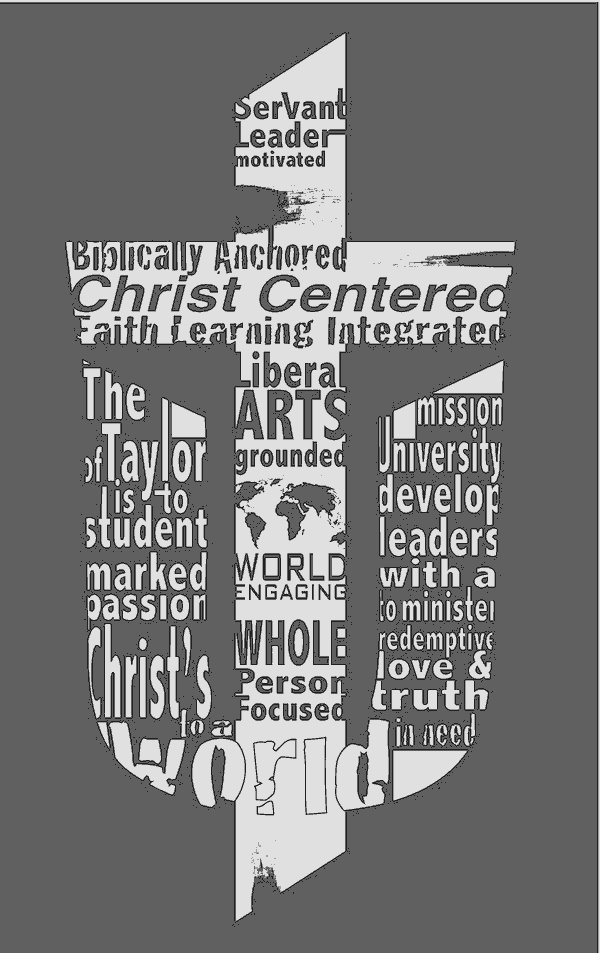 Servant
Leader
motivated
Biblically Anchored
Christ Centered
Faith Learning Integrated
Liberal
ARTS
grounded
WORLD
ENGAGING
WHOLE
Person
Focused
The mission
of Taylor University
is to develop
student leaders
marked with a
passion to minister
Christ's redemptive
love &
truth
to a world in need